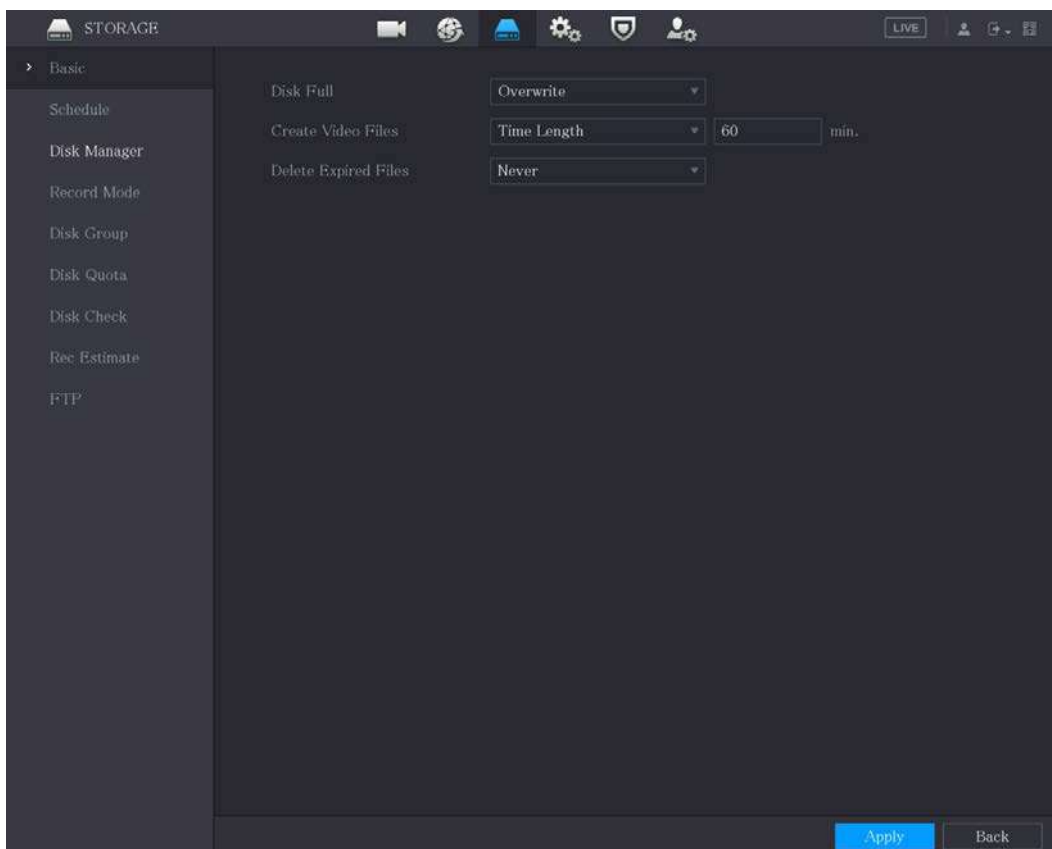 STORAGE
LIVE
Basic
Schedule
Disk Manager
Record Mode
Disk Group
Disk Quota
Disk Check
Rec Estimate
FTP
Disk Full Overwrite
Create Video Files Time Length 60 min.
Delete Expired Files Never
Apply Back